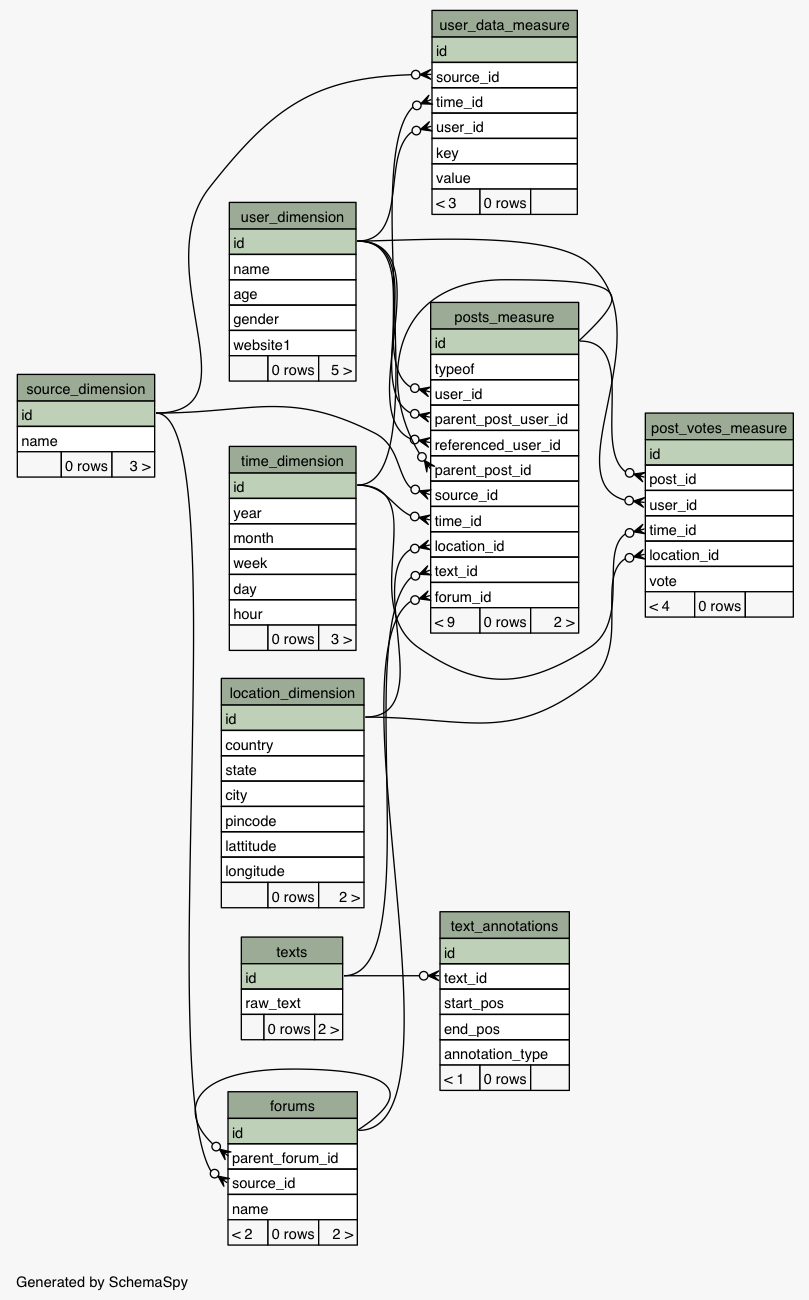 user_data_measure
id
source_id
time_id
user_id
key
value
< 3 0 rows
user_dimension
id
name
age
gender
website1
0 rows 5 >
posts_measure
id
typeof
user_id
parent_post_user_id
referenced_user_id
parent_post_id
source_id
time_id
location_id
text_id
forum_id
< 9 0 rows 2 >
source_dimension
id
name
0 rows 3 >
post_votes_measure
id
post_id
user_id
time_id
location_id
vote
< 4 0 rows
time_dimension
id
year
month
week
day
hour
0 rows 3 >
location_dimension
id
country
state
city
pincode
lattitude
longitude
0 rows 2 >
text_annotations
id
text_id
start_pos
end_pos
annotation_type
< 1 0 rows
texts
id
raw_text
0 rows 2 >
forums
id
parent_forum_id
source_id
name
< 2 0 rows 2 >
Generated by SchemaSpy